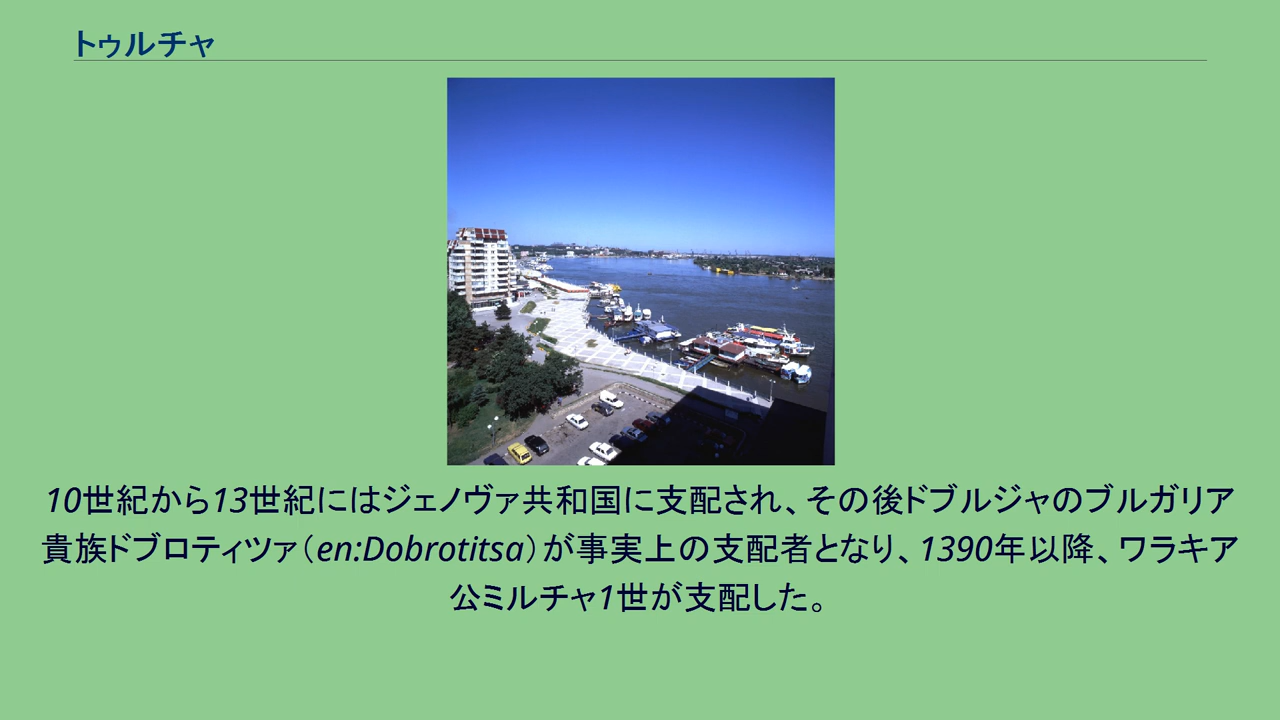 トゥルチャ
10世紀から13世紀にはジェノヴァ共和国に支配され、その後ドブルジャのブルガリア
貴族ドブロティツァ（en:Dobrotitsa）が事実上の支配者となり、1390年以降、ワラキア
公ミルチャ1世が支配した。